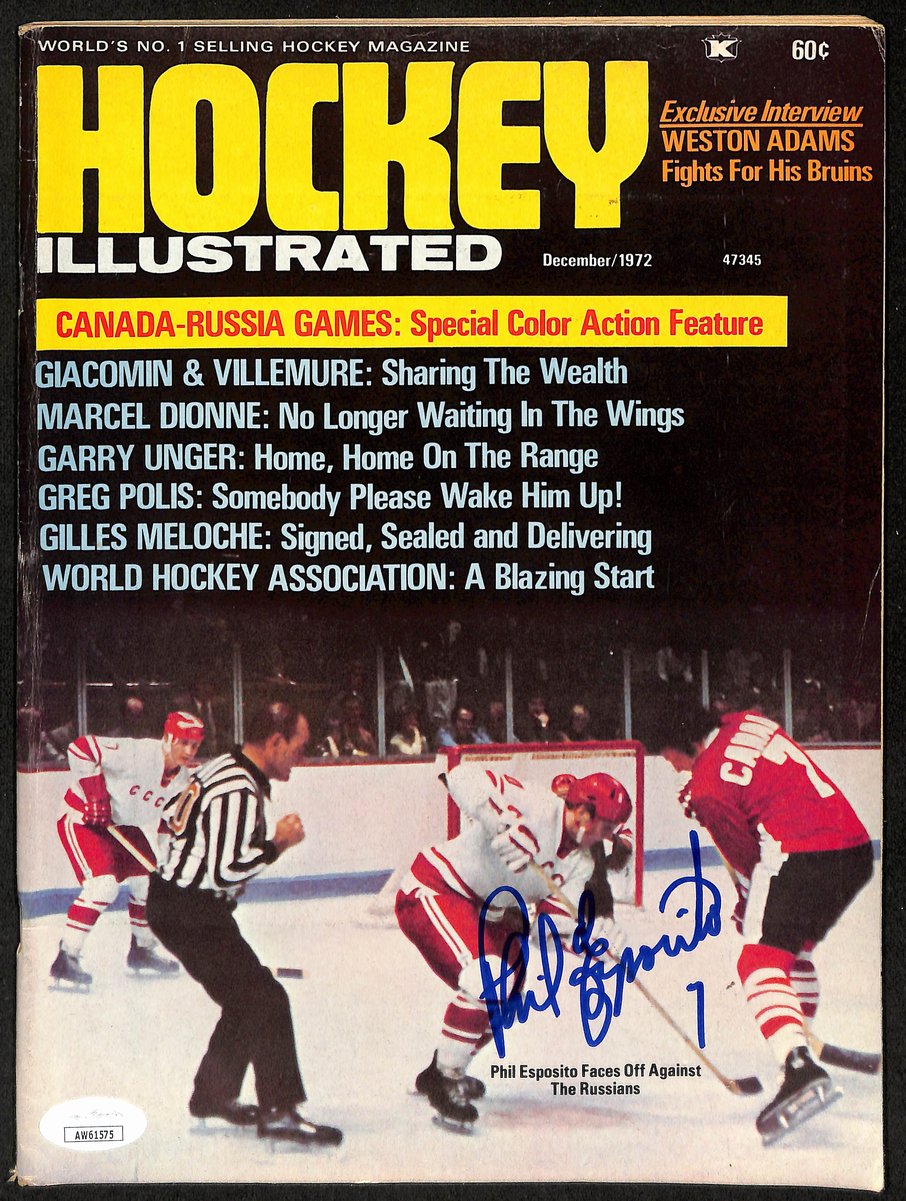 WORLD'S NO. 1 SELLING HOCKEY MAGAZINE
K
60¢
HOCKEY
ILLUSTRATED
Exclusive Interview
WESTON ADAMS
Fights For His Bruins
December/1972
47345
CANADA-RUSSIA GAMES: Special Color Action Feature
GIACOMIN & VILLEMURE: Sharing The Wealth
MARCEL DIONNE: No Longer Waiting In The Wings
GARRY UNGER: Home, Home On The Range
GREG POLIS: Somebody Please Wake Him Up!
GILLES MELOCHE: Signed, Sealed and Delivering
WORLD HOCKEY ASSOCIATION: A Blazing Start
CCC
CANA
7
Phil Esposito
7
Phil Esposito Faces Off Against
The Russians
AW61575